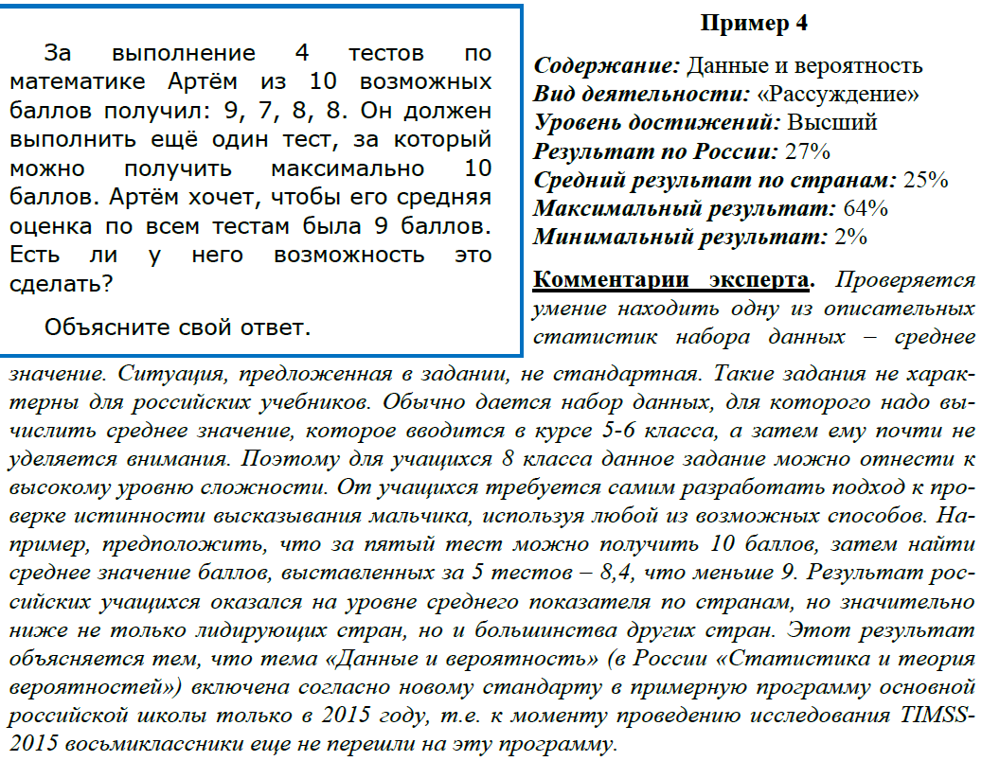 За выполнение 4 тестов по
математике Артём из 10 возможных
баллов получил: 9, 7, 8, 8. Он должен
выполнить ещё один тест, за который
можно получить максимально 10
баллов. Артём хочет, чтобы его средняя
оценка по всем тестам была 9 баллов.
Есть ли у него возможность это
сделать?
Объясните свой ответ.
Пример 4
Содержание: Данные и вероятность
Вид деятельности: «Рассуждение»
Уровень достижений: Высший
Результат по России: 27%
Средний результат по странам: 25%
Максимальный результат: 64%
Минимальный результат: 2%
Комментарии эксперта. Проверяется
умение находить одну из описательных
статистик набора данных – среднее
значение. Ситуация, предложенная в задании, не стандартная. Такие задания не харак-
терны для российских учебников. Обычно дается набор данных, для которого надо вы-
числить среднее значение, которое вводится в курсе 5-6 класса, а затем ему почти не
уделяется внимания. Поэтому для учащихся 8 класса данное задание можно отнести к
высокому уровню сложности. От учащихся требуется самим разработать подход к про-
верке истинности высказывания мальчика, используя любой из возможных способов. На-
пример, предположить, что за пятый тест можно получить 10 баллов, затем найти
среднее значение баллов, выставленных за 5 тестов – 8,4, что меньше 9. Результат рос-
сийских учащихся оказался на уровне среднего показателя по странам, но значительно
ниже не только лидирующих стран, но и большинства других стран. Этот результат
объясняется тем, что тема «Данные и вероятность» (в России «Статистика и теория
вероятностей») включена согласно новому стандарту в примерную программу основной
российской школы только в 2015 году, т.е. к моменту проведению исследования TIMSS-
2015 восьмиклассники еще не перешли на эту программу.